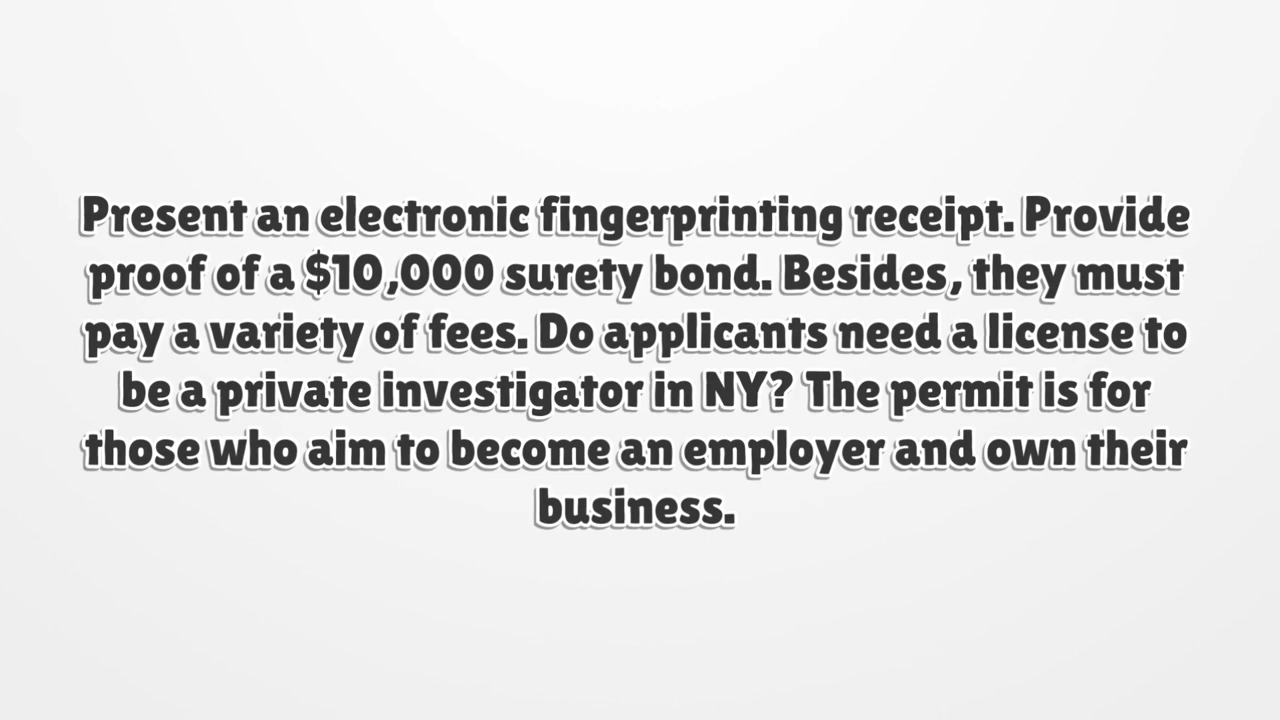 Present an electronic fingerprinting receipt. Provide
proof of a $10,000 surety bond. Besides, they must
pay a variety of fees. Do applicants need a license to
be a private investigator in NY? The permit is for
those who aim to become an employer and own their
business.